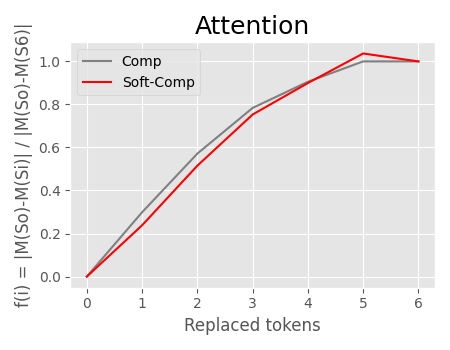 Attention
Comp
Soft-Comp
f(i) = |M(So)-M(Si)| / |M(So)-M(S6)|
1.0
0.8
0.6
0.4
0.2
0.0
0 1 2 3 4 5 6
Replaced tokens